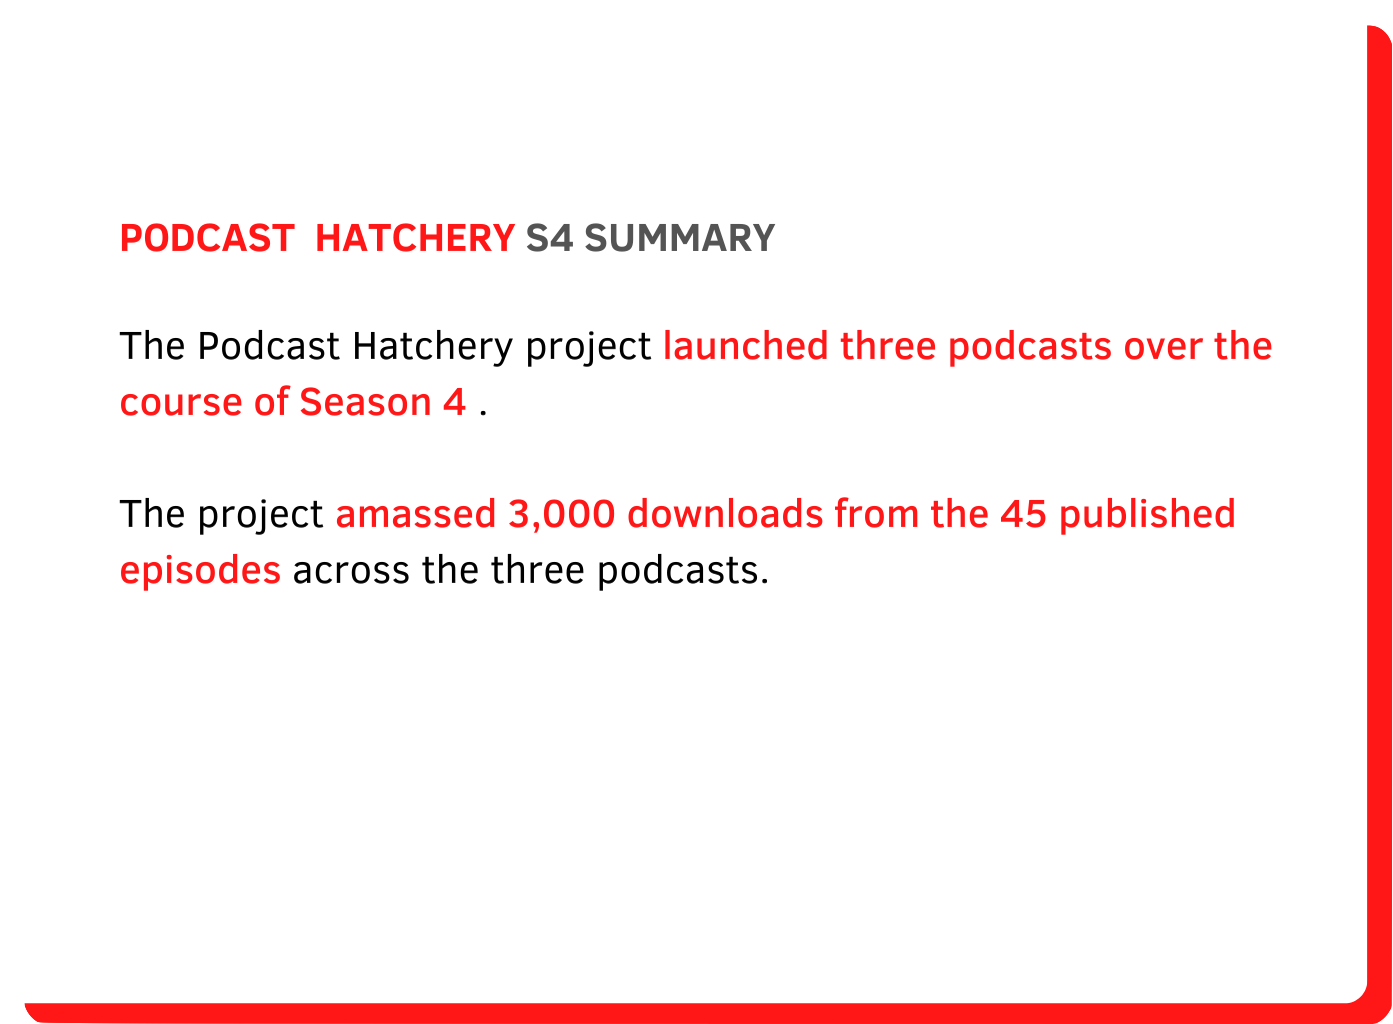 PODCAST  HATCHERY S4 SUMMARY
The Podcast Hatchery project launched three podcasts over the
course of Season 4 .
The project amassed 3,000 downloads from the 45 published
episodes across the three podcasts.